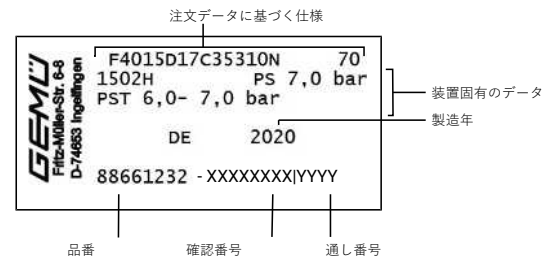 注文データに基づく仕様
GEMÜ
Fritz-Müller-Str. 6-8
D-74653 Ingelfingen
F4015D17C35310N 70
1502H PS 7,0 bar
PST 6,0- 7,0 bar
装置固有のデータ
製造年
DE 2020
88661232 -XXXXXXXX|YYYY
品番 確認番号 通し番号